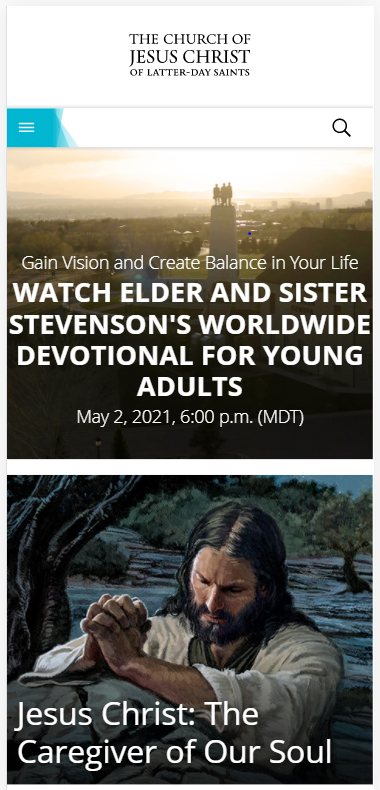 THE CHURCH OF
JESUS CHRIST
OF LATTER-DAY SAINTS
Gain Vision and Create Balance in Your Life
WATCH ELDER AND SISTER
STEVENSON'S WORLDWIDE
DEVOTIONAL FOR YOUNG
ADULTS
May 2, 2021, 6:00 p.m. (MDT)
Jesus Christ: The
Caregiver of Our Soul